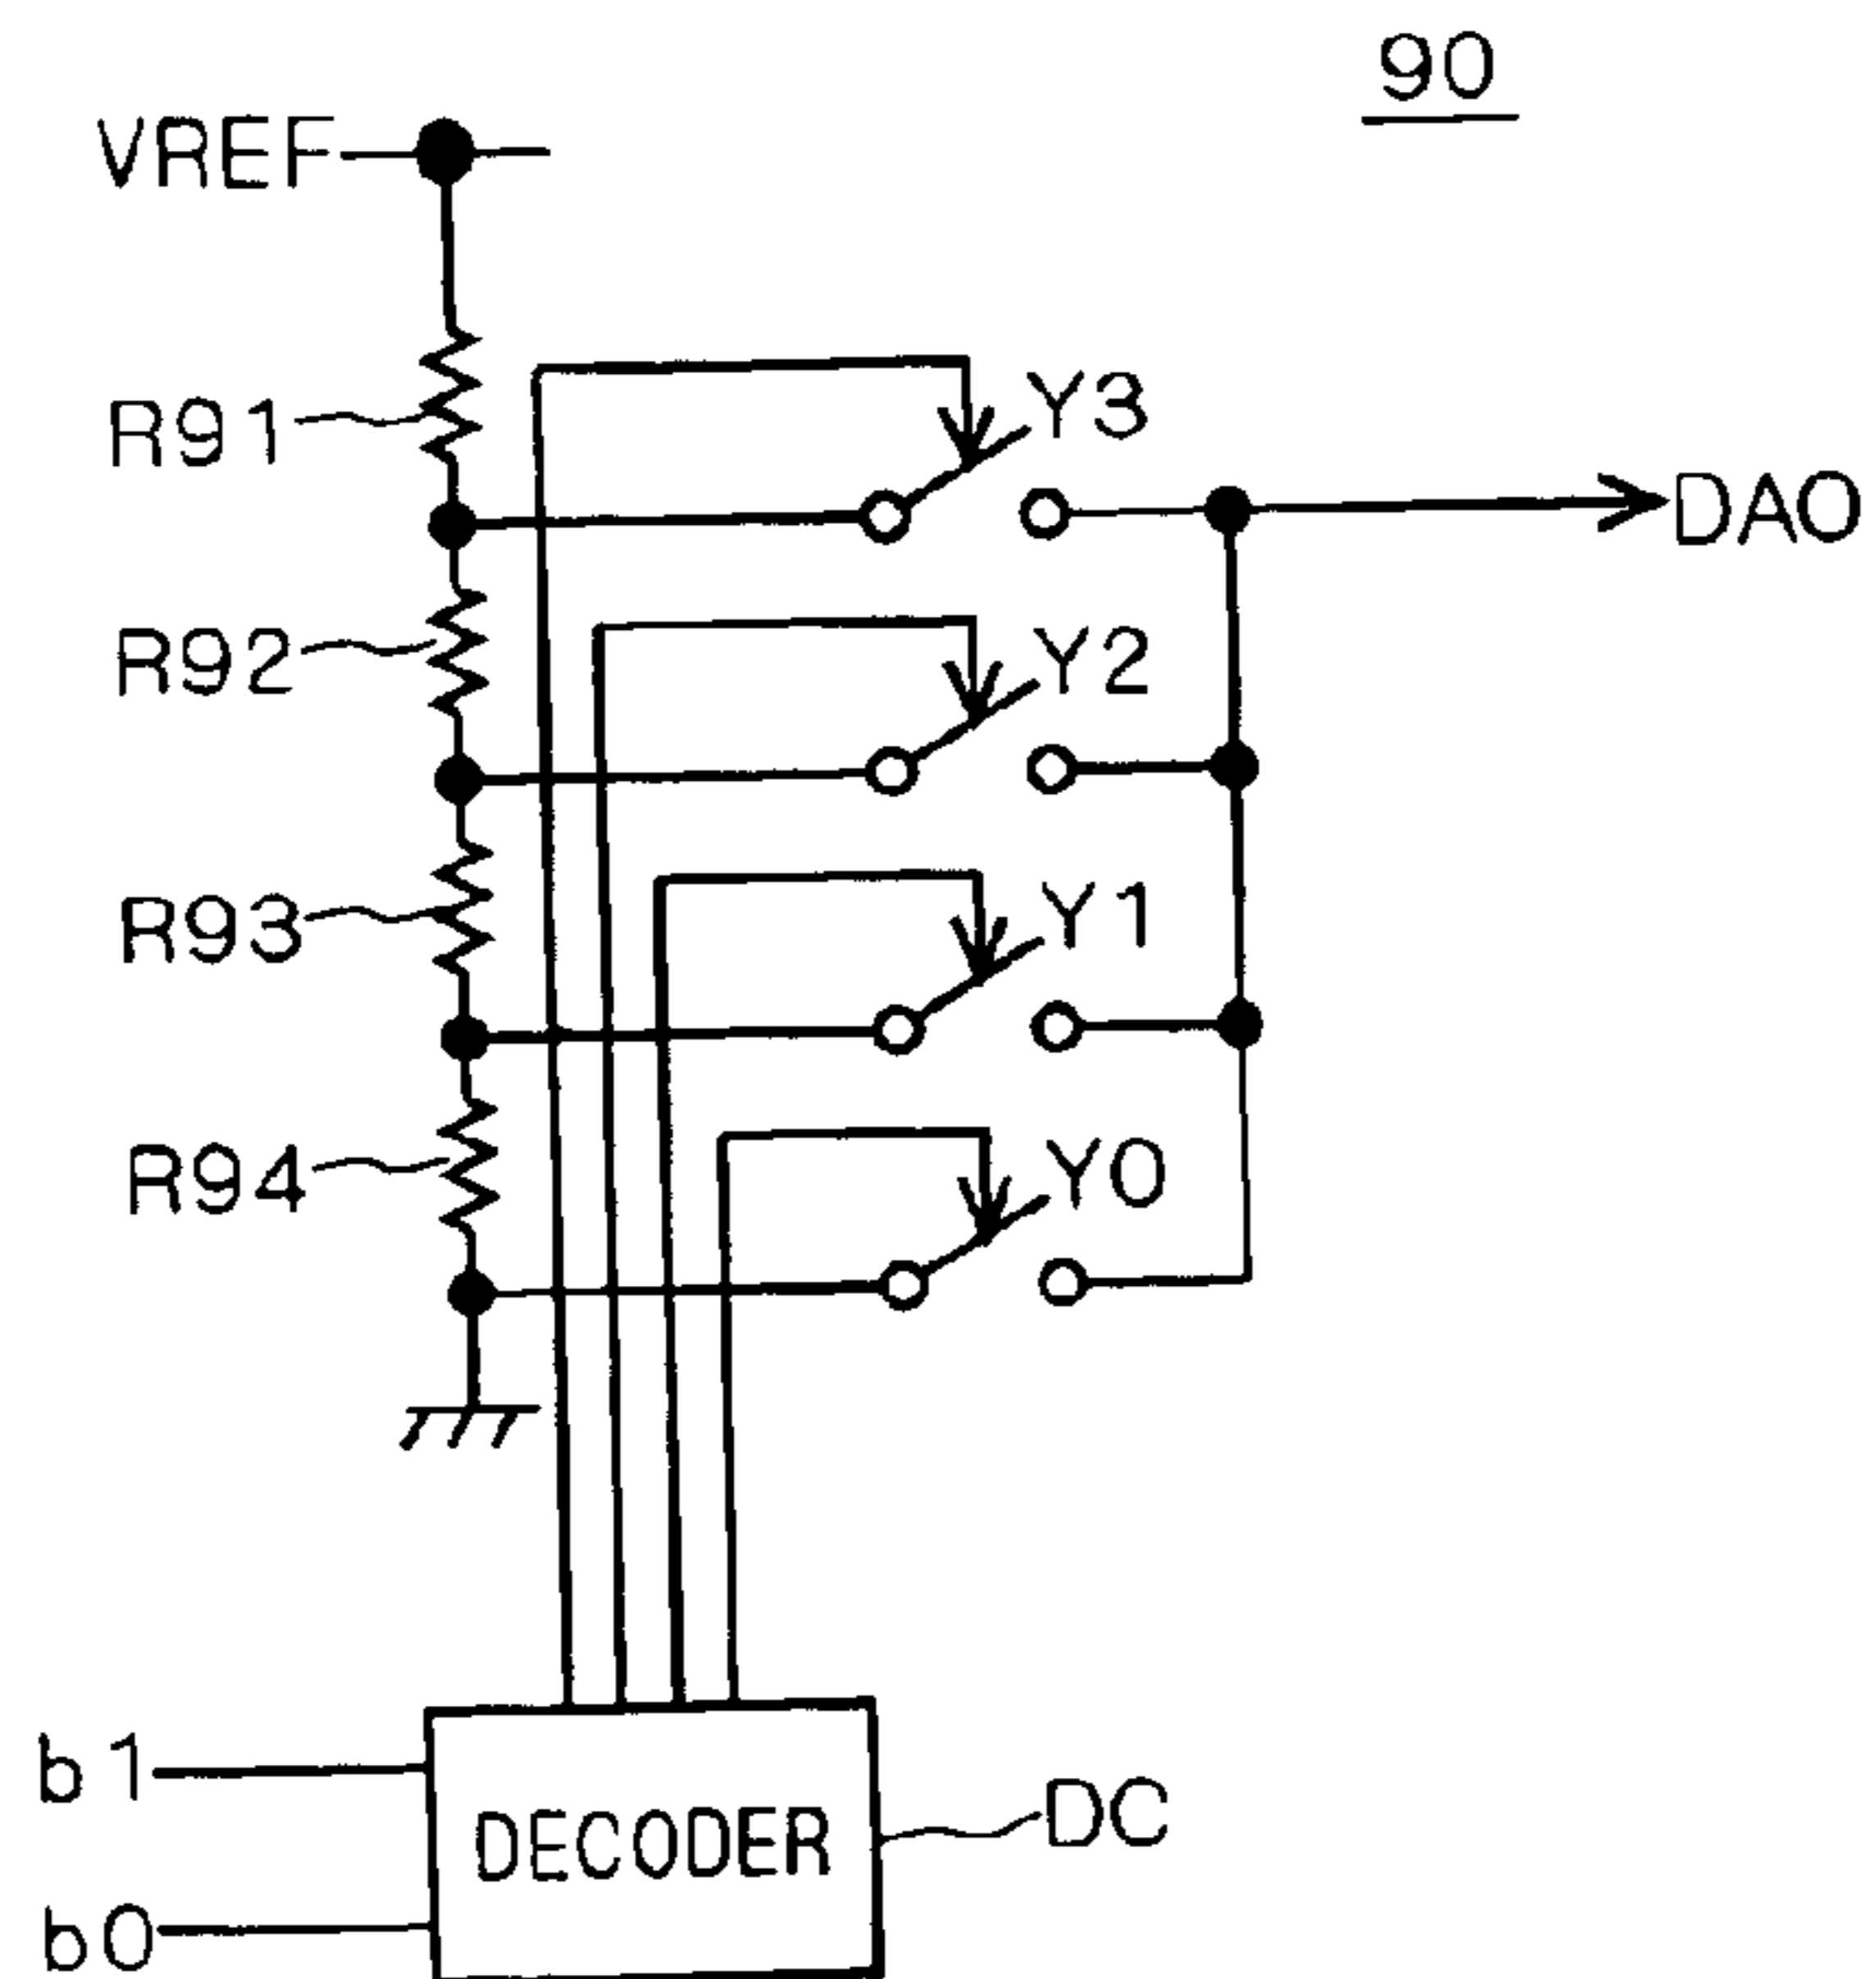 90
VREF
R91
Y3
DAO
R92
Y2
R93
Y1
R94
Y0
b1
DECODER
DC
b0